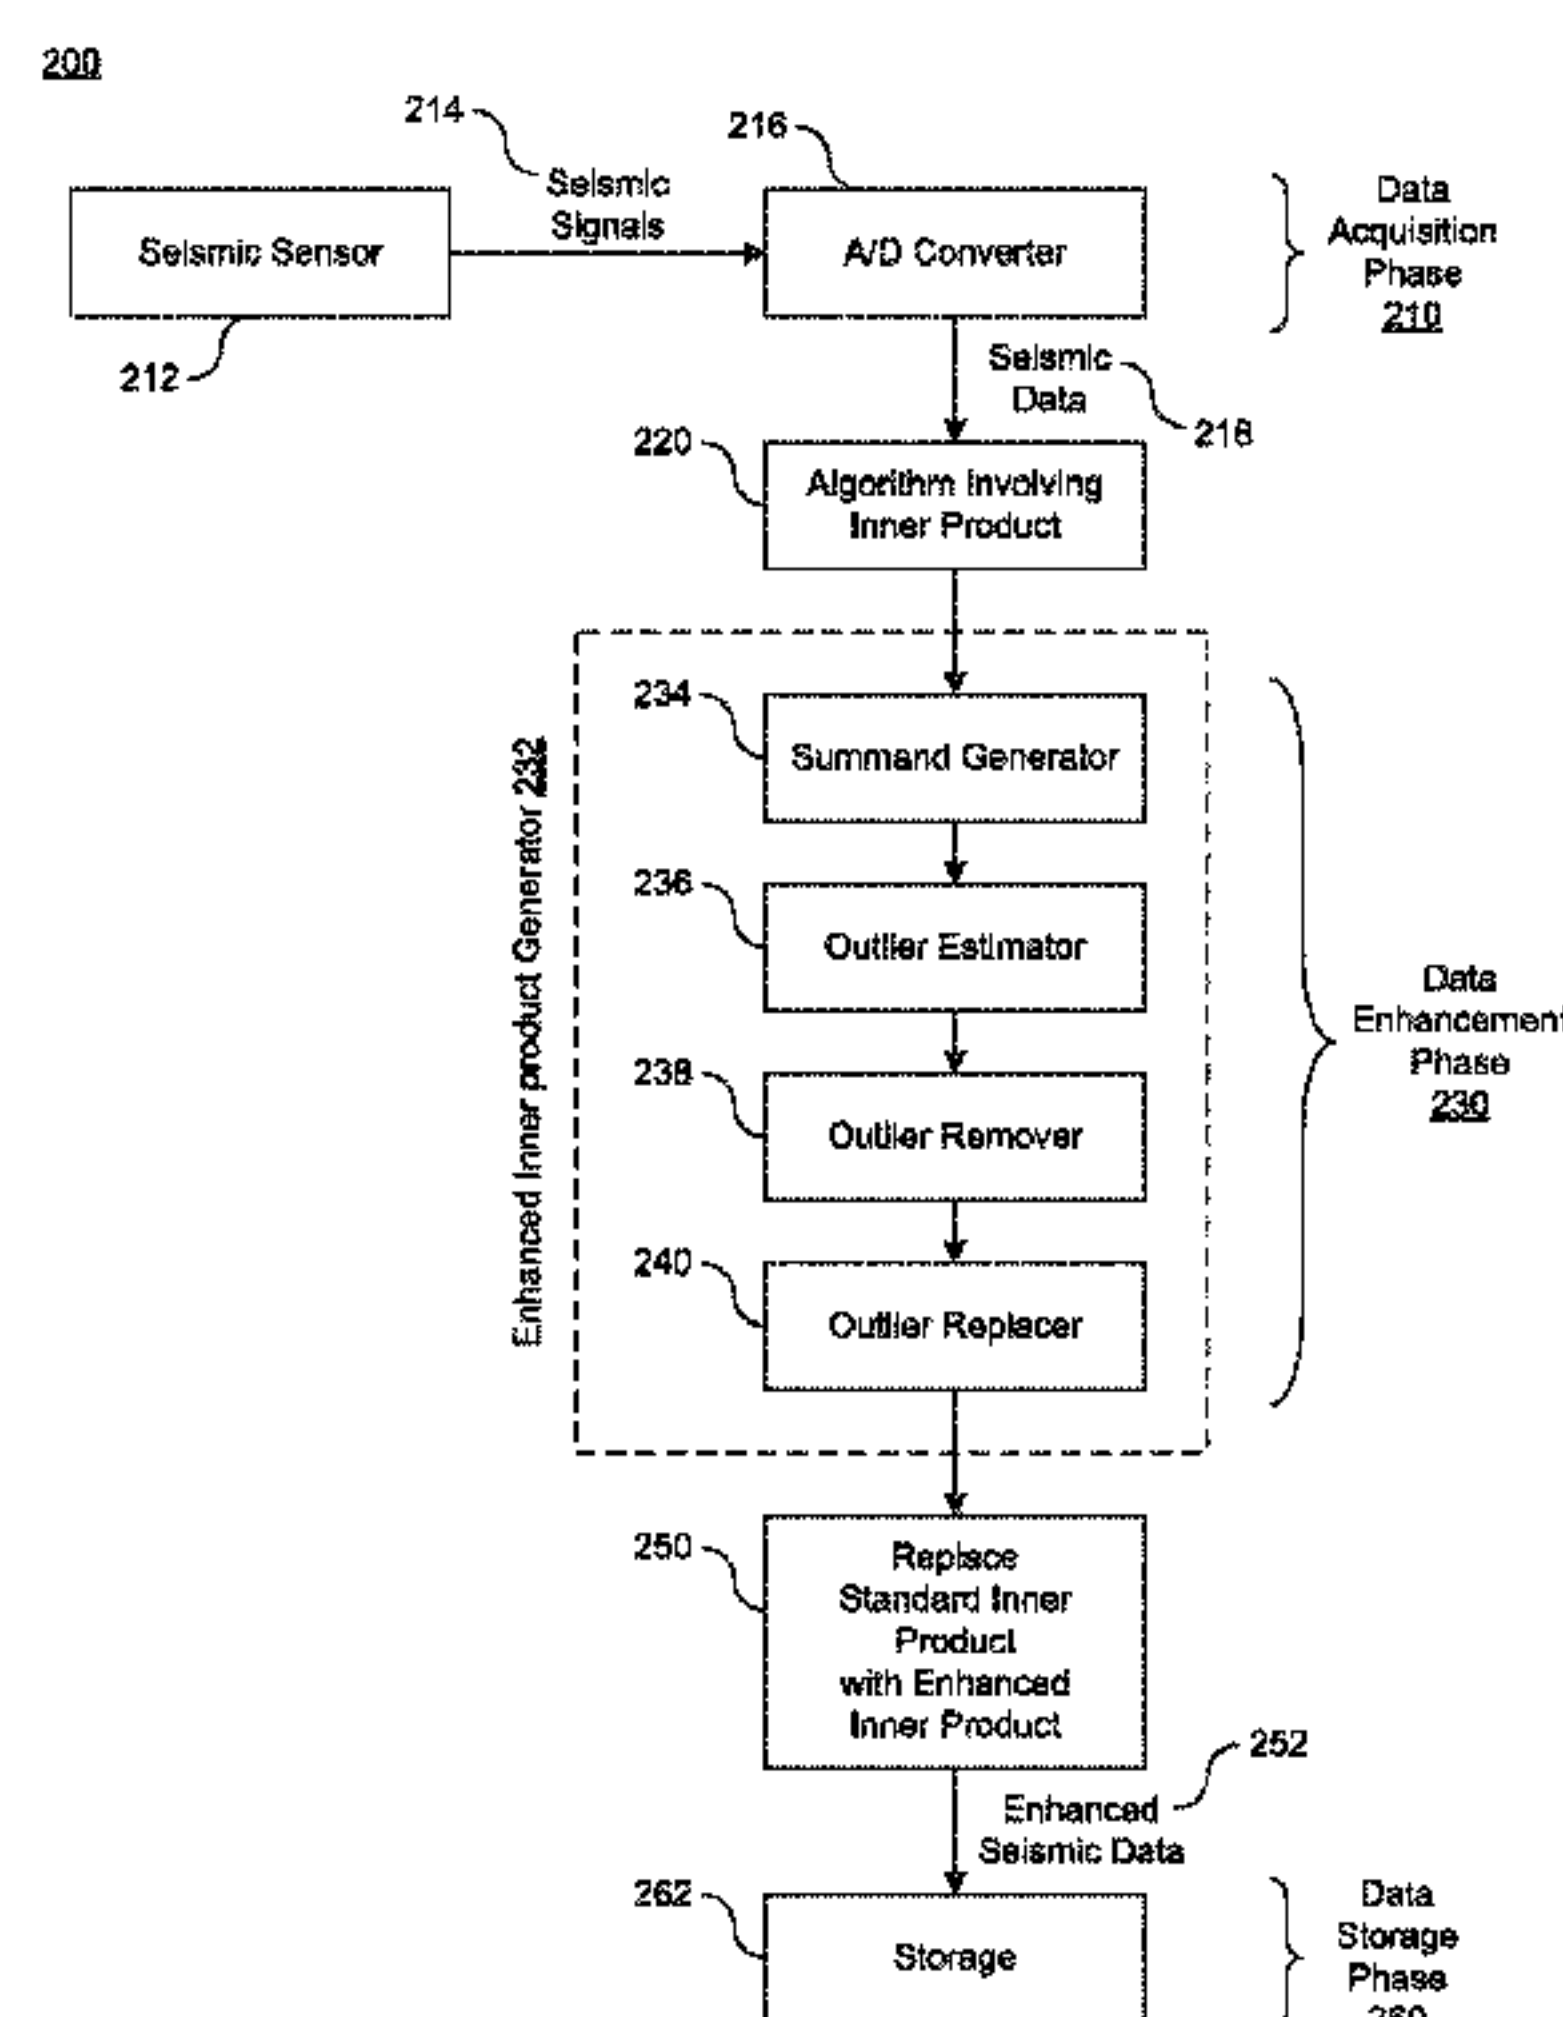 200
214
216
Seismic
Signals
Seismic Sensor
A/D Converter
Data
Acquisition
Phase
210
212
Seismic
Data
218
220
Algorithm Involving
Inner Product
Enhanced Inner product Generator 232
234
Summand Generator
236
Outlier Estimator
238
Outlier Remover
240
Outlier Replacer
Data
Enhancement
Phase
230
250
Replace
Standard Inner
Product
with Enhanced
Inner Product
252
Enhanced
Seismic Data
262
Storage
Data
Storage
Phase